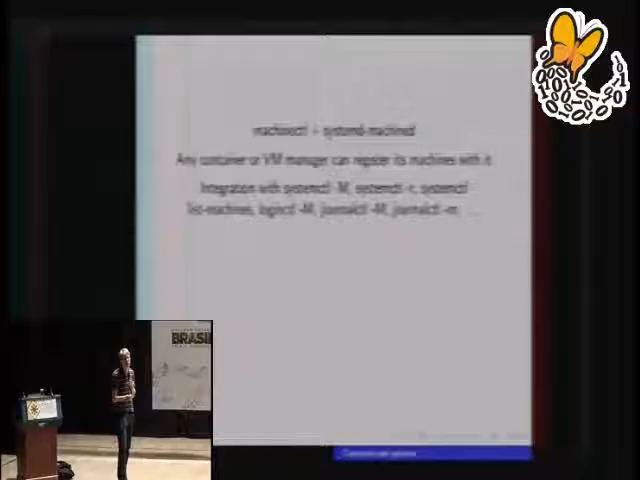 machinectl + systemd-machined
Any container or VM manager can register its machines with it
Integration with systemctl -M, systemctl -r, systemctl
list-machines, loginctl -M, journalctl -M, journalctl -m, ...
BRASIL